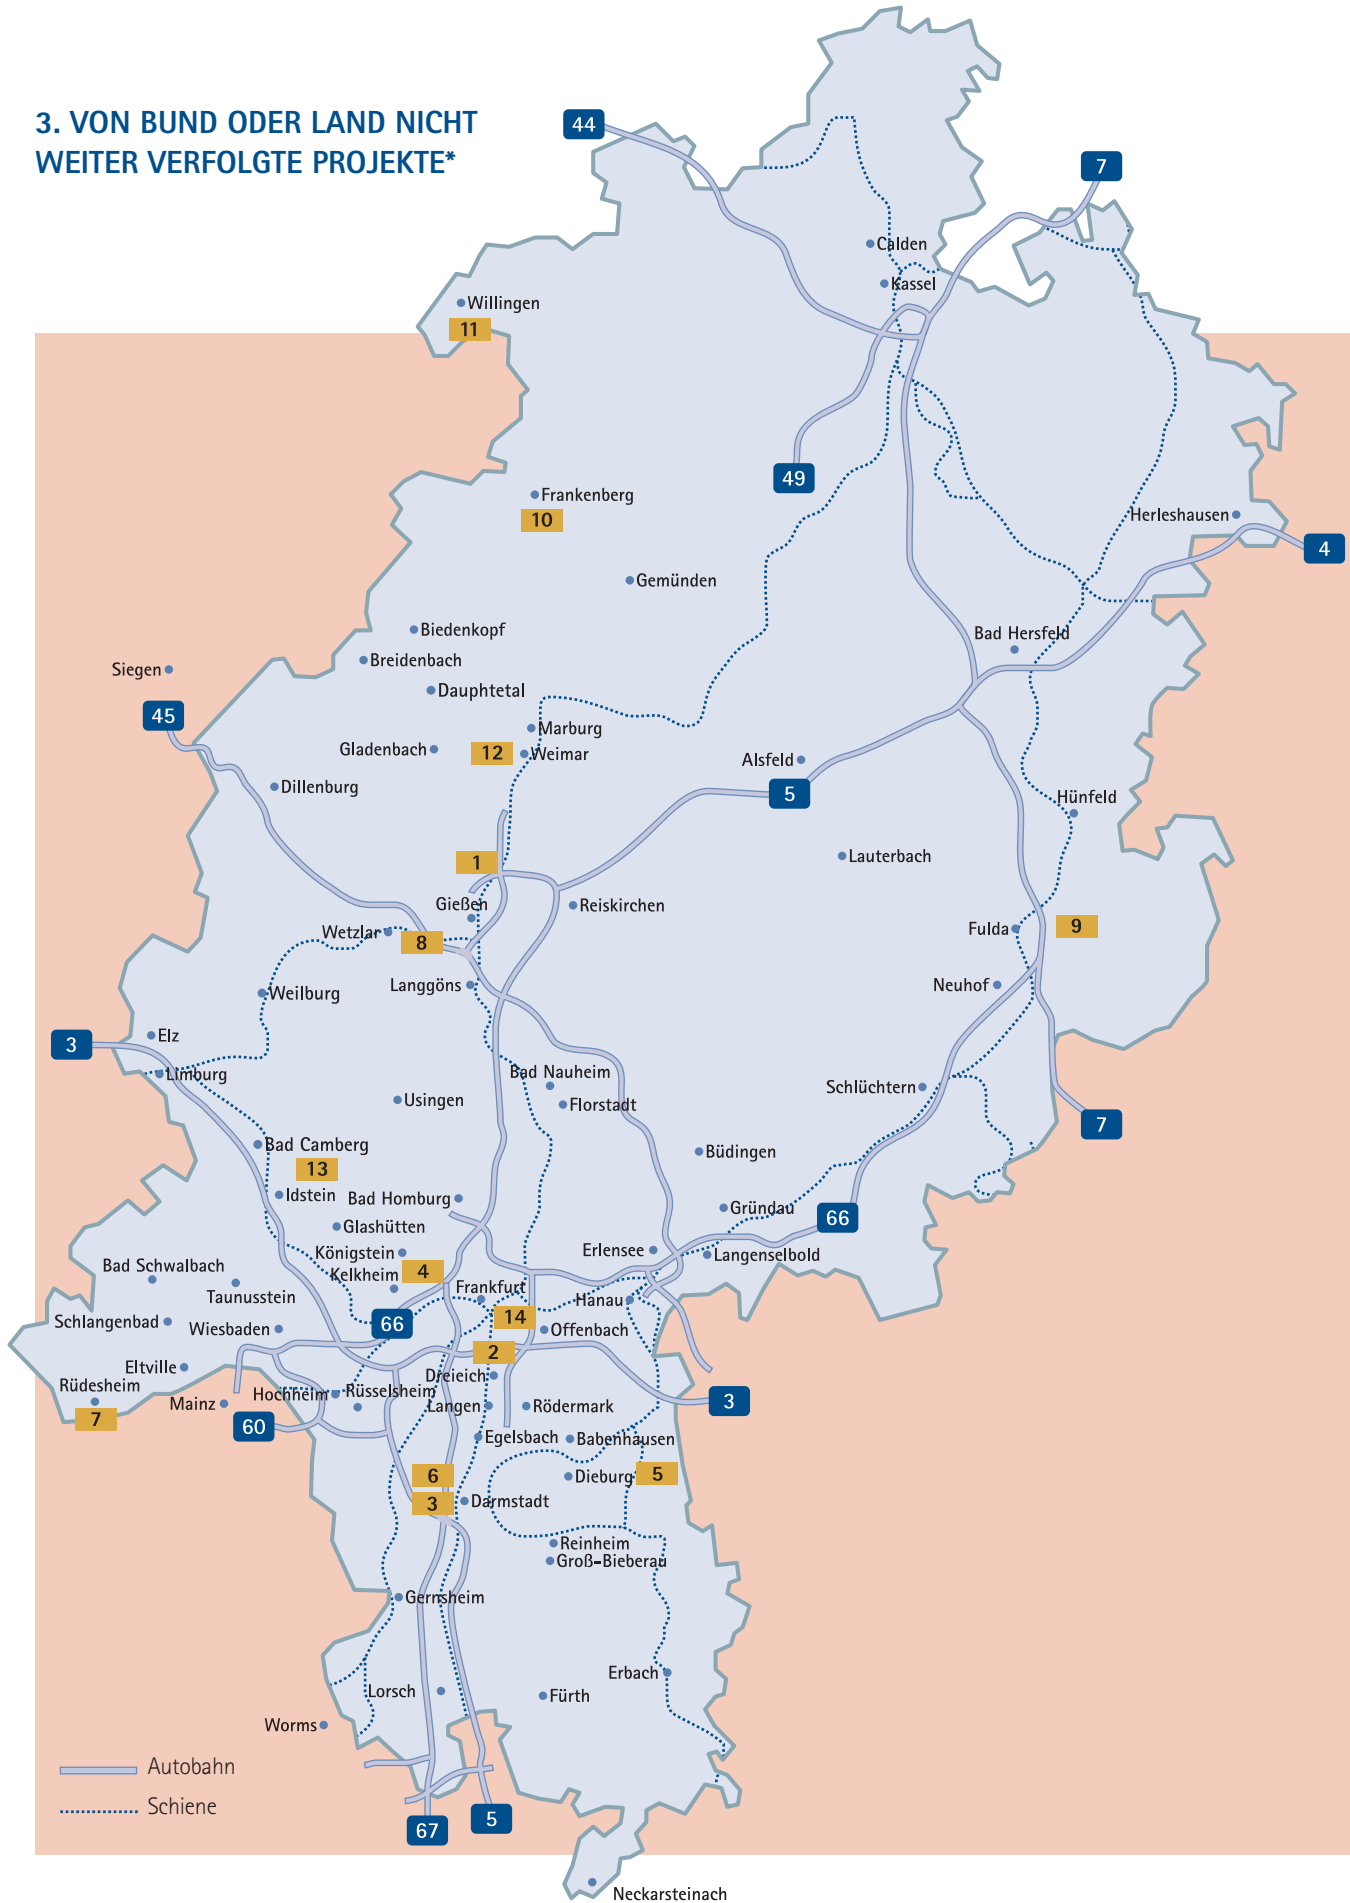 3. VON BUND ODER LAND NICHT
WEITER VERFOLGTE PROJEKTE*
44
7
Calden
Kassel
Willingen
11
49
Frankenberg
10
Herleshausen
4
Gemünden
Biedenkopf
Bad Hersfeld
Breidenbach
Siegen
Dauphtetal
45
Marburg
Gladenbach
12
Weimar
Alsfeld
Dillenburg
5
Hünfeld
1
Lauterbach
Gießen
Reiskirchen
Wetzlar
8
Fulda
9
Langgöns
Neuhof
Weilburg
Elz
3
Limburg
Bad Nauheim
Schlüchtern
Usingen
Florstadt
7
Bad Camberg
Büdingen
13
Idstein
Bad Homburg
Gründau
66
Glashütten
Königstein
Erlensee
Langenselbold
Bad Schwalbach
Kelkheim
4
Taunusstein
Frankfurt
Hanau
Schlangenbad
Wiesbaden
66
14
Offenbach
2
Eltville
Dreieich
Rüdesheim
Hochheim
Rüsselsheim
Mainz
Langen
Rödermark
3
7
60
Egelsbach
Babenhausen
6
Dieburg
5
3
Darmstadt
Reinheim
Groß-Bieberau
Gernsheim
Erbach
Lorsch
Fürth
Worms
Autobahn
Schiene
67
5
Neckarsteinach